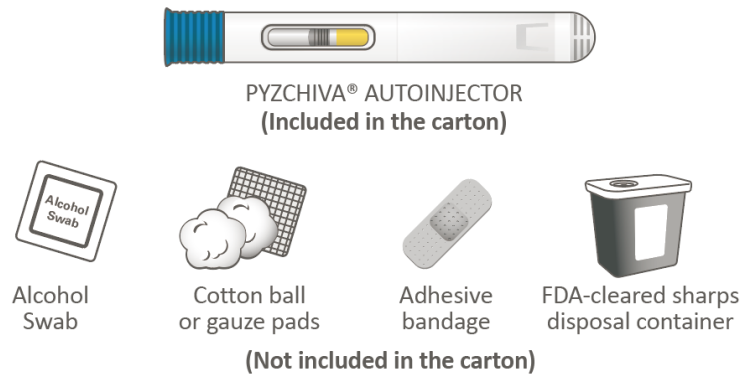 PYZCHIVA® AUTOINJECTOR
(Included in the carton)
Alcohol
Swab
Alcohol
Swab
Cotton ball
or gauze pads
Adhesive
bandage
FDA-cleared sharps
disposal container
(Not included in the carton)